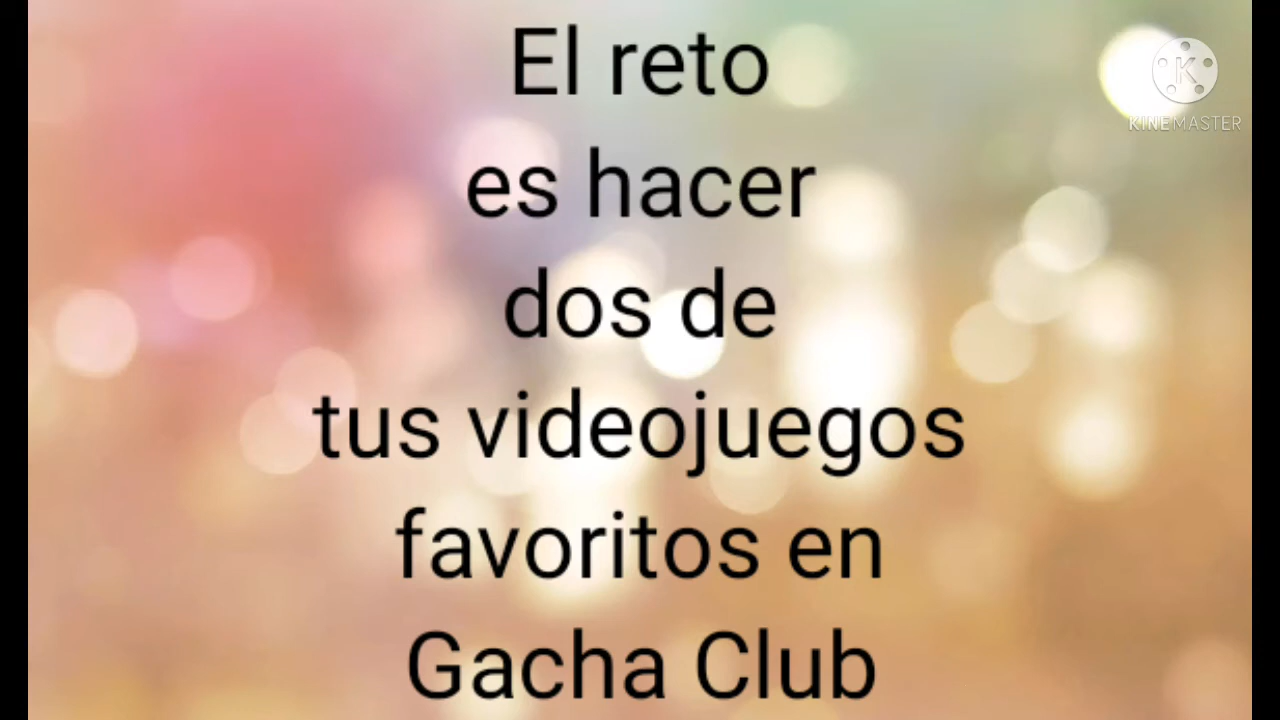 El reto
es hacer
dos de
tus videojuegos
favoritos en
Gacha Club
K
KINEMASTER